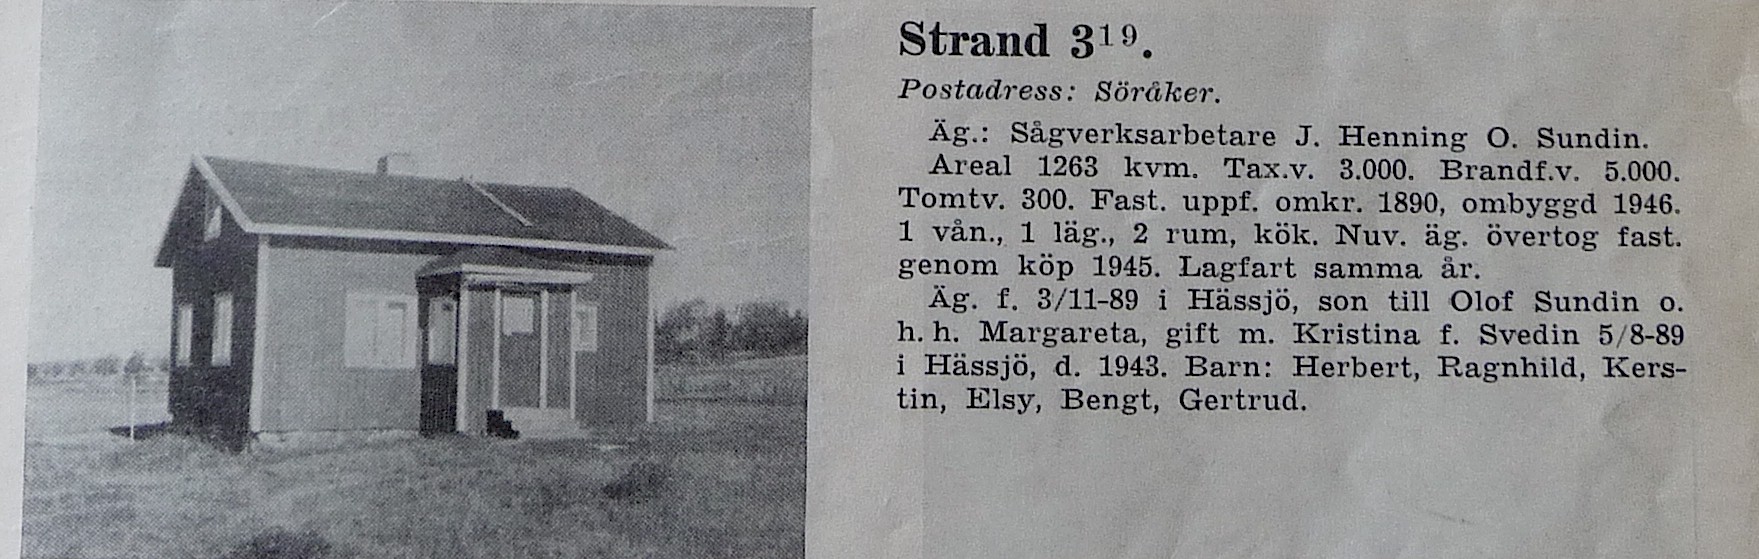 Strand 3¹⁹.
Postadress: Söråker.
Äg.: Sågverksarbetare J. Henning O. Sundin.
Areal 1263 kvm. Tax.v. 3.000. Brandf.v. 5.000.
Tomtv. 300. Fast. uppf. omkr. 1890, ombyggd 1946.
1 vån., 1 läg., 2 rum, kök. Nuv. äg. övertog fast.
genom köp 1945. Lagfart samma år.
Äg. f. 3/11-89 i Hässjö, son till Olof Sundin o.
h. h. Margareta, gift m. Kristina f. Svedin 5/8-89
i Hässjö, d. 1943. Barn: Herbert, Ragnhild, Kers-
tin, Elsy, Bengt, Gertrud.